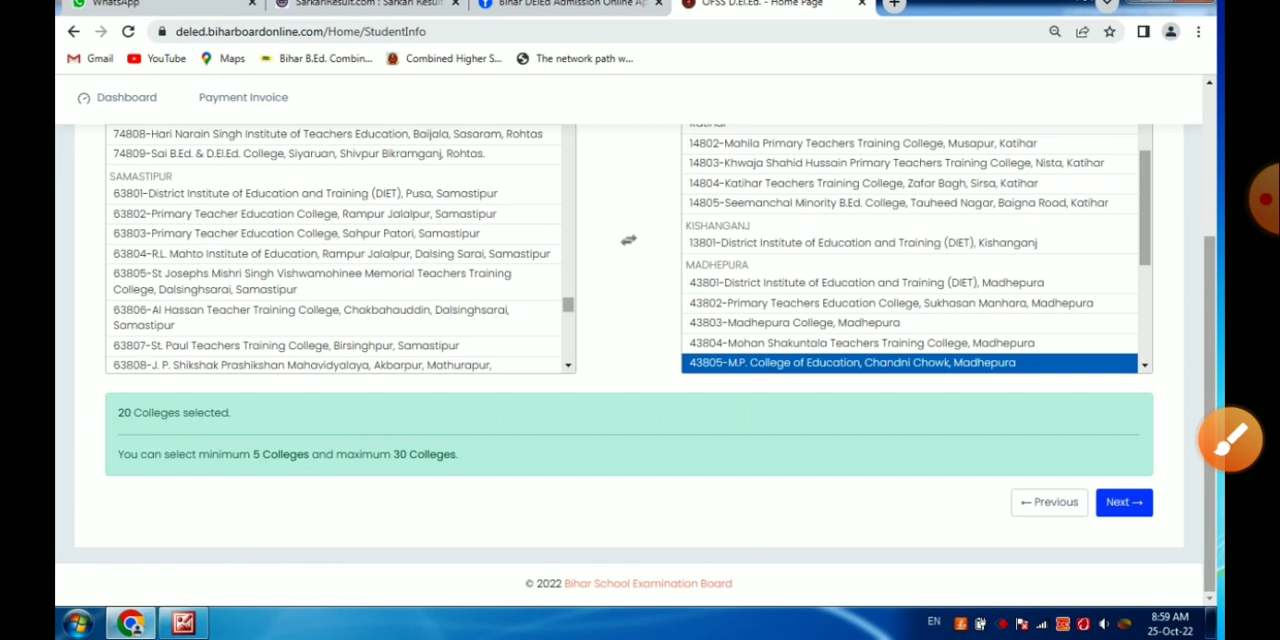 WhatsApp
SarkariResult.com : Sarkari Result
Bihar DElEd Admission Online Ap
OFSS D.El.Ed. - Home Page
deled.biharboardonline.com/Home/StudentInfo
Gmail YouTube Maps Bihar B.Ed. Combin... Combined Higher S... The network path w...
Dashboard Payment Invoice
74808-Hari Narain Singh Institute of Teachers Education, Baijala, Sasaram, Rohtas
74809-Sai B.Ed. & D.El.Ed. College, Siyaruan, Shivpur Bikramganj, Rohtas.
SAMASTIPUR
63801-District Institute of Education and Training (DIET), Pusa, Samastipur
63802-Primary Teacher Education College, Rampur Jalalpur, Samastipur
63803-Primary Teacher Education College, Sahpur Patori, Samastipur
63804-R.L. Mahto Institute of Education, Rampur Jalalpur, Dalsing Sarai, Samastipur
63805-St Josephs Mishri Singh Vishwamohinee Memorial Teachers Training
College, Dalsinghsarai, Samastipur
63806-Al Hassan Teacher Training College, Chakbahauddin, Dalsinghsarai,
Samastipur
63807-St. Paul Teachers Training College, Birsinghpur, Samastipur
63808-J. P. Shikshak Prashikshan Mahavidyalaya, Akbarpur, Mathurapur,
Katihar
14802-Mahila Primary Teachers Training College, Musapur, Katihar
14803-Khwaja Shahid Hussain Primary Teachers Training College, Nista, Katihar
14804-Katihar Teachers Training College, Zafar Bagh, Sirsa, Katihar
14805-Seemanchal Minority B.Ed. College, Tauheed Nagar, Baigna Road, Katihar
KISHANGANJ
13801-District Institute of Education and Training (DIET), Kishanganj
MADHEPURA
43801-District Institute of Education and Training (DIET), Madhepura
43802-Primary Teachers Education College, Sukhasan Manhara, Madhepura
43803-Madhepura College, Madhepura
43804-Mohan Shakuntala Teachers Training College, Madhepura
43805-M.P. College of Education, Chandni Chowk, Madhepura
20 Colleges selected.
You can select minimum 5 Colleges and maximum 30 Colleges.
← Previous Next →
© 2022 Bihar School Examination Board
EN
8:59 AM
25-Oct-22